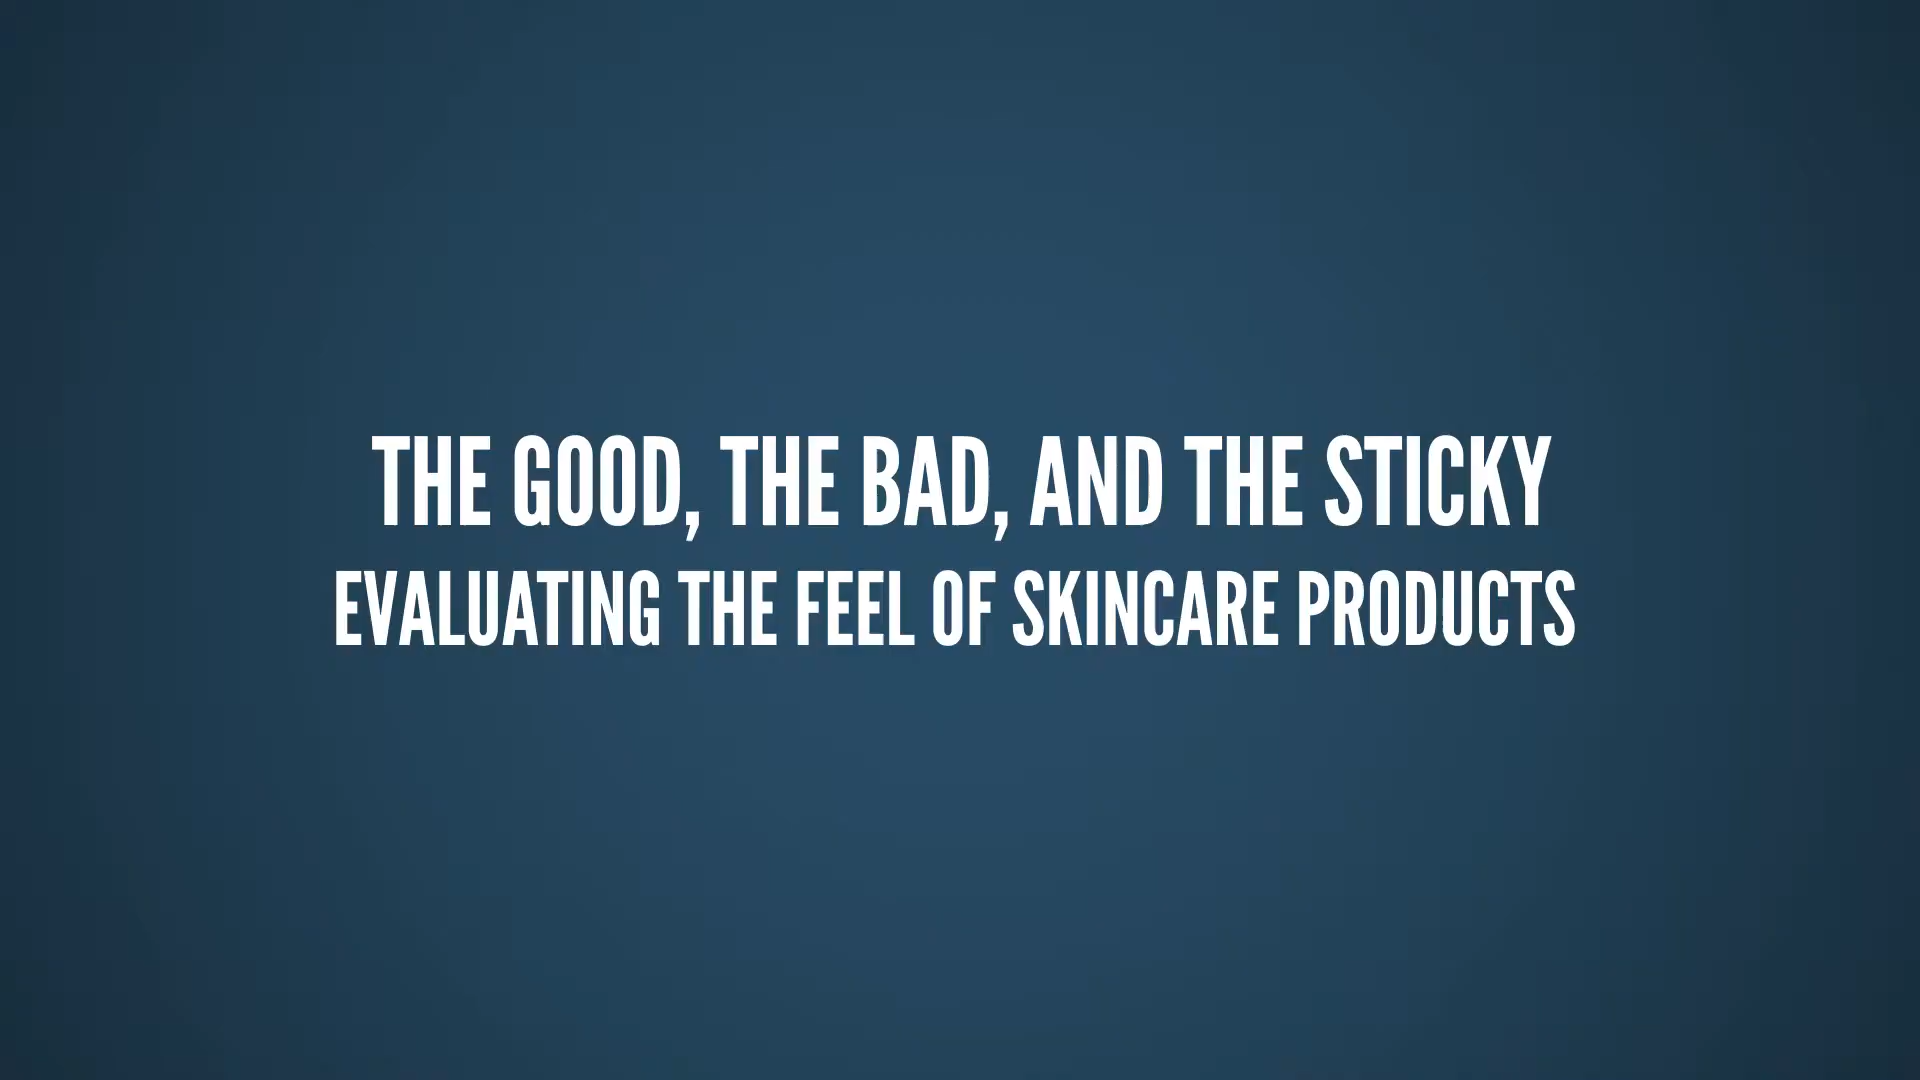 THE GOOD, THE BAD, AND THE STICKY
EVALUATING THE FEEL OF SKINCARE PRODUCTS